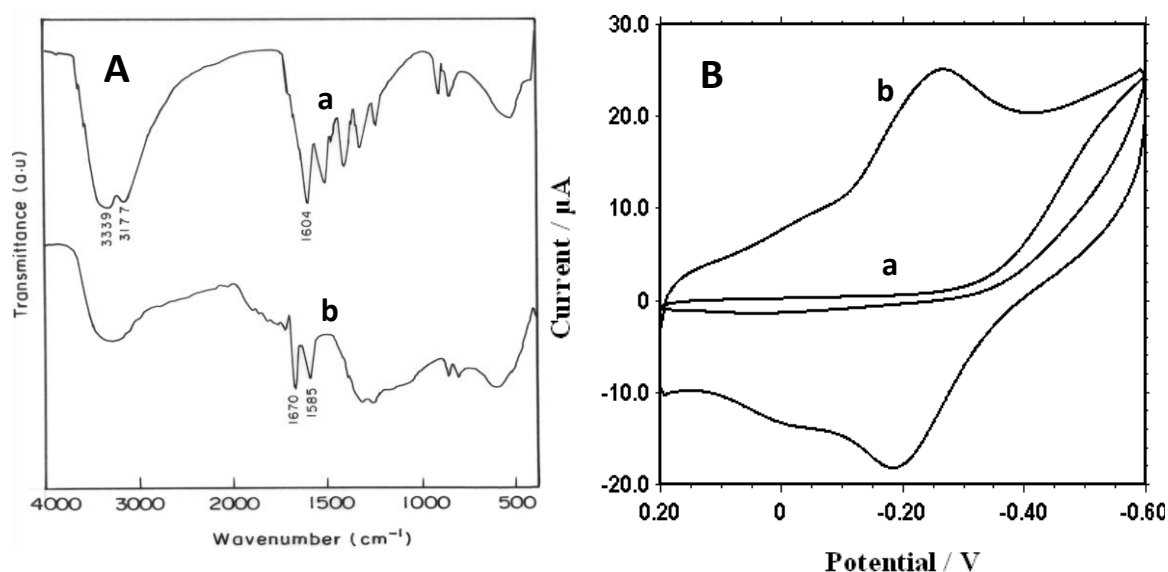 A
a
3339
3177
1604
b
1670
1585
Transmittance (a·u)
4000 3000 2000 1500 1000 500
Wavenumber (cm⁻¹)
B
b
a
Current / µA
30.0
20.0
10.0
0
-10.0
-20.0
0.20 0 -0.20 -0.40 -0.60
Potential / V